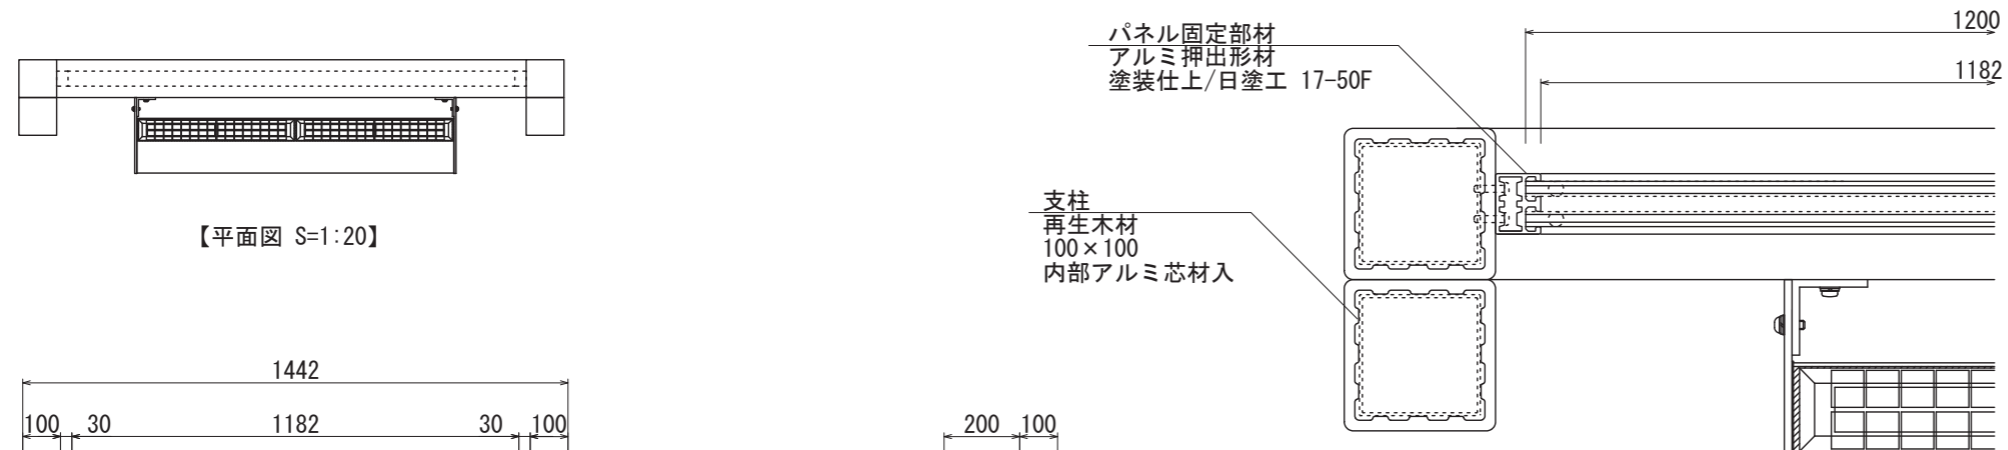 【平面図 S=1:20】
1442
100 30 1182 30 100
200 100
パネル固定部材
アルミ押出形材
塗装仕上/日塗工 17-50F
1200
1182
支柱
再生木材
100×100
内部アルミ芯材入